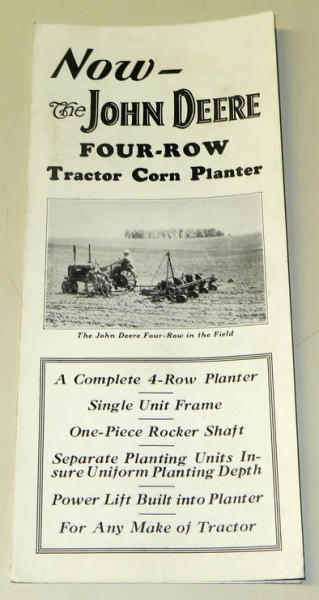 Now–
The JOHN DEERE
FOUR-ROW
Tractor Corn Planter
The John Deere Four-Row in the Field
A Complete 4-Row Planter
Single Unit Frame
One-Piece Rocker Shaft
Separate Planting Units In-
sure Uniform Planting Depth
Power Lift Built into Planter
For Any Make of Tractor